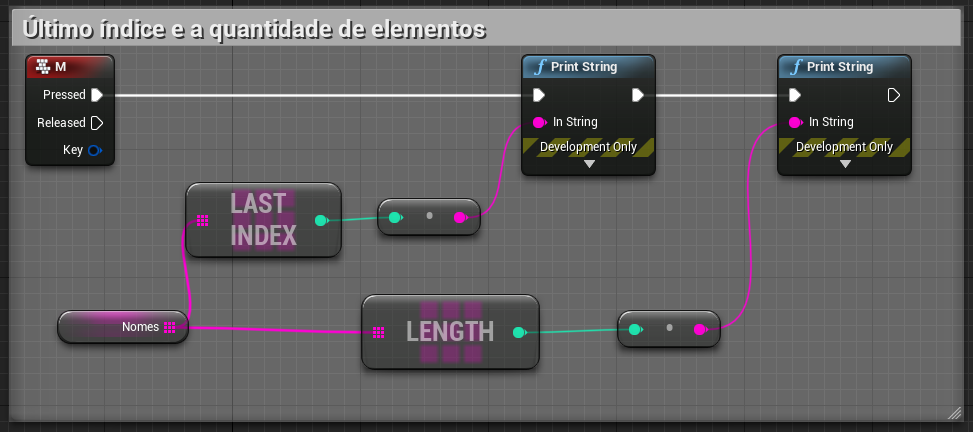 Último índice e a quantidade de elementos
M
Pressed
Released
Key
Print String
In String
Development Only
Print String
In String
Development Only
LAST
INDEX
Nomes
LENGTH